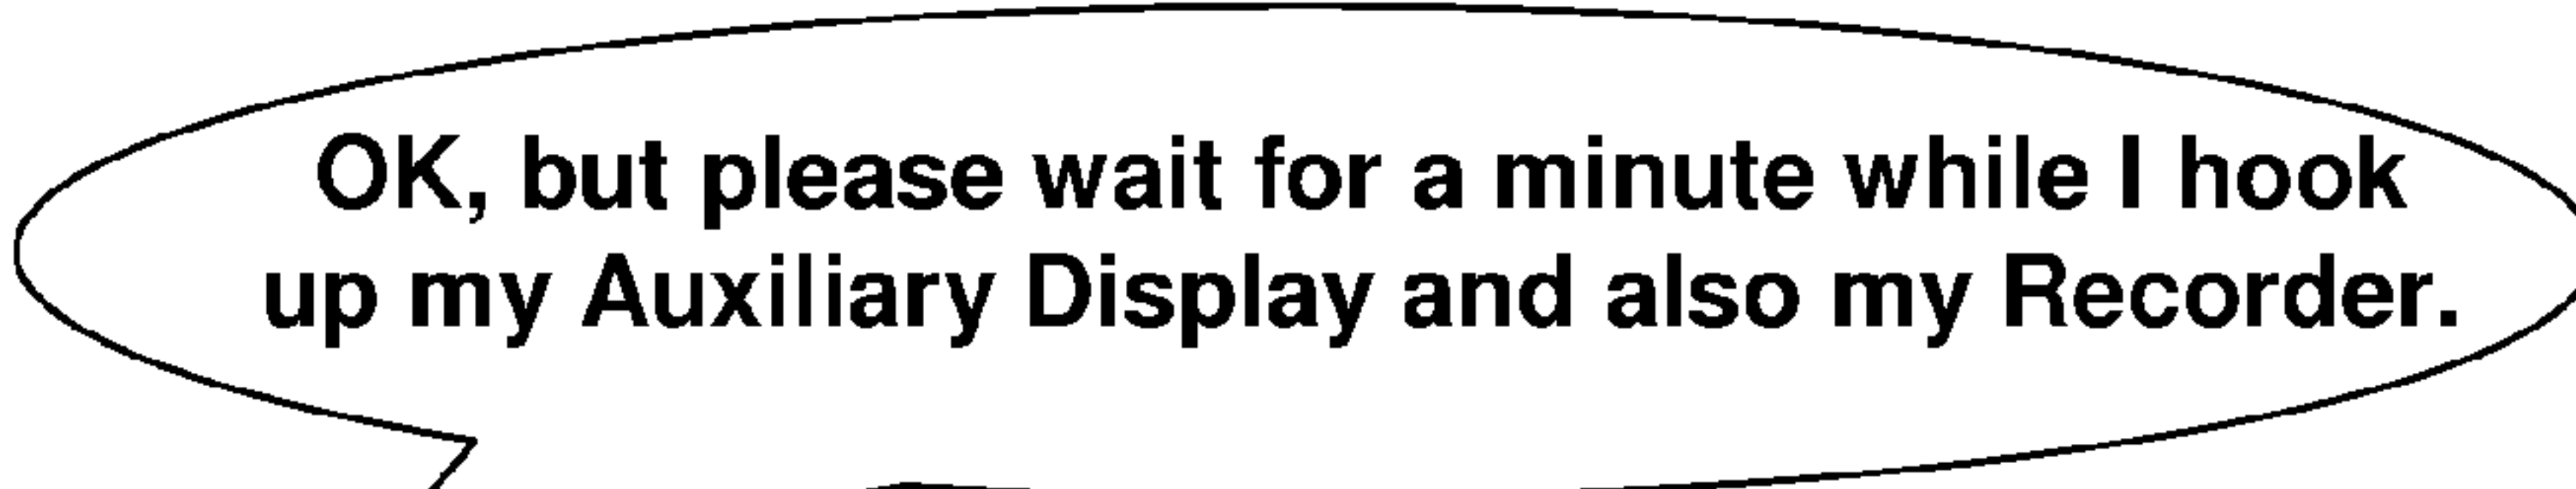 OK, but please wait for a minute while I hook
up my Auxiliary Display and also my Recorder.